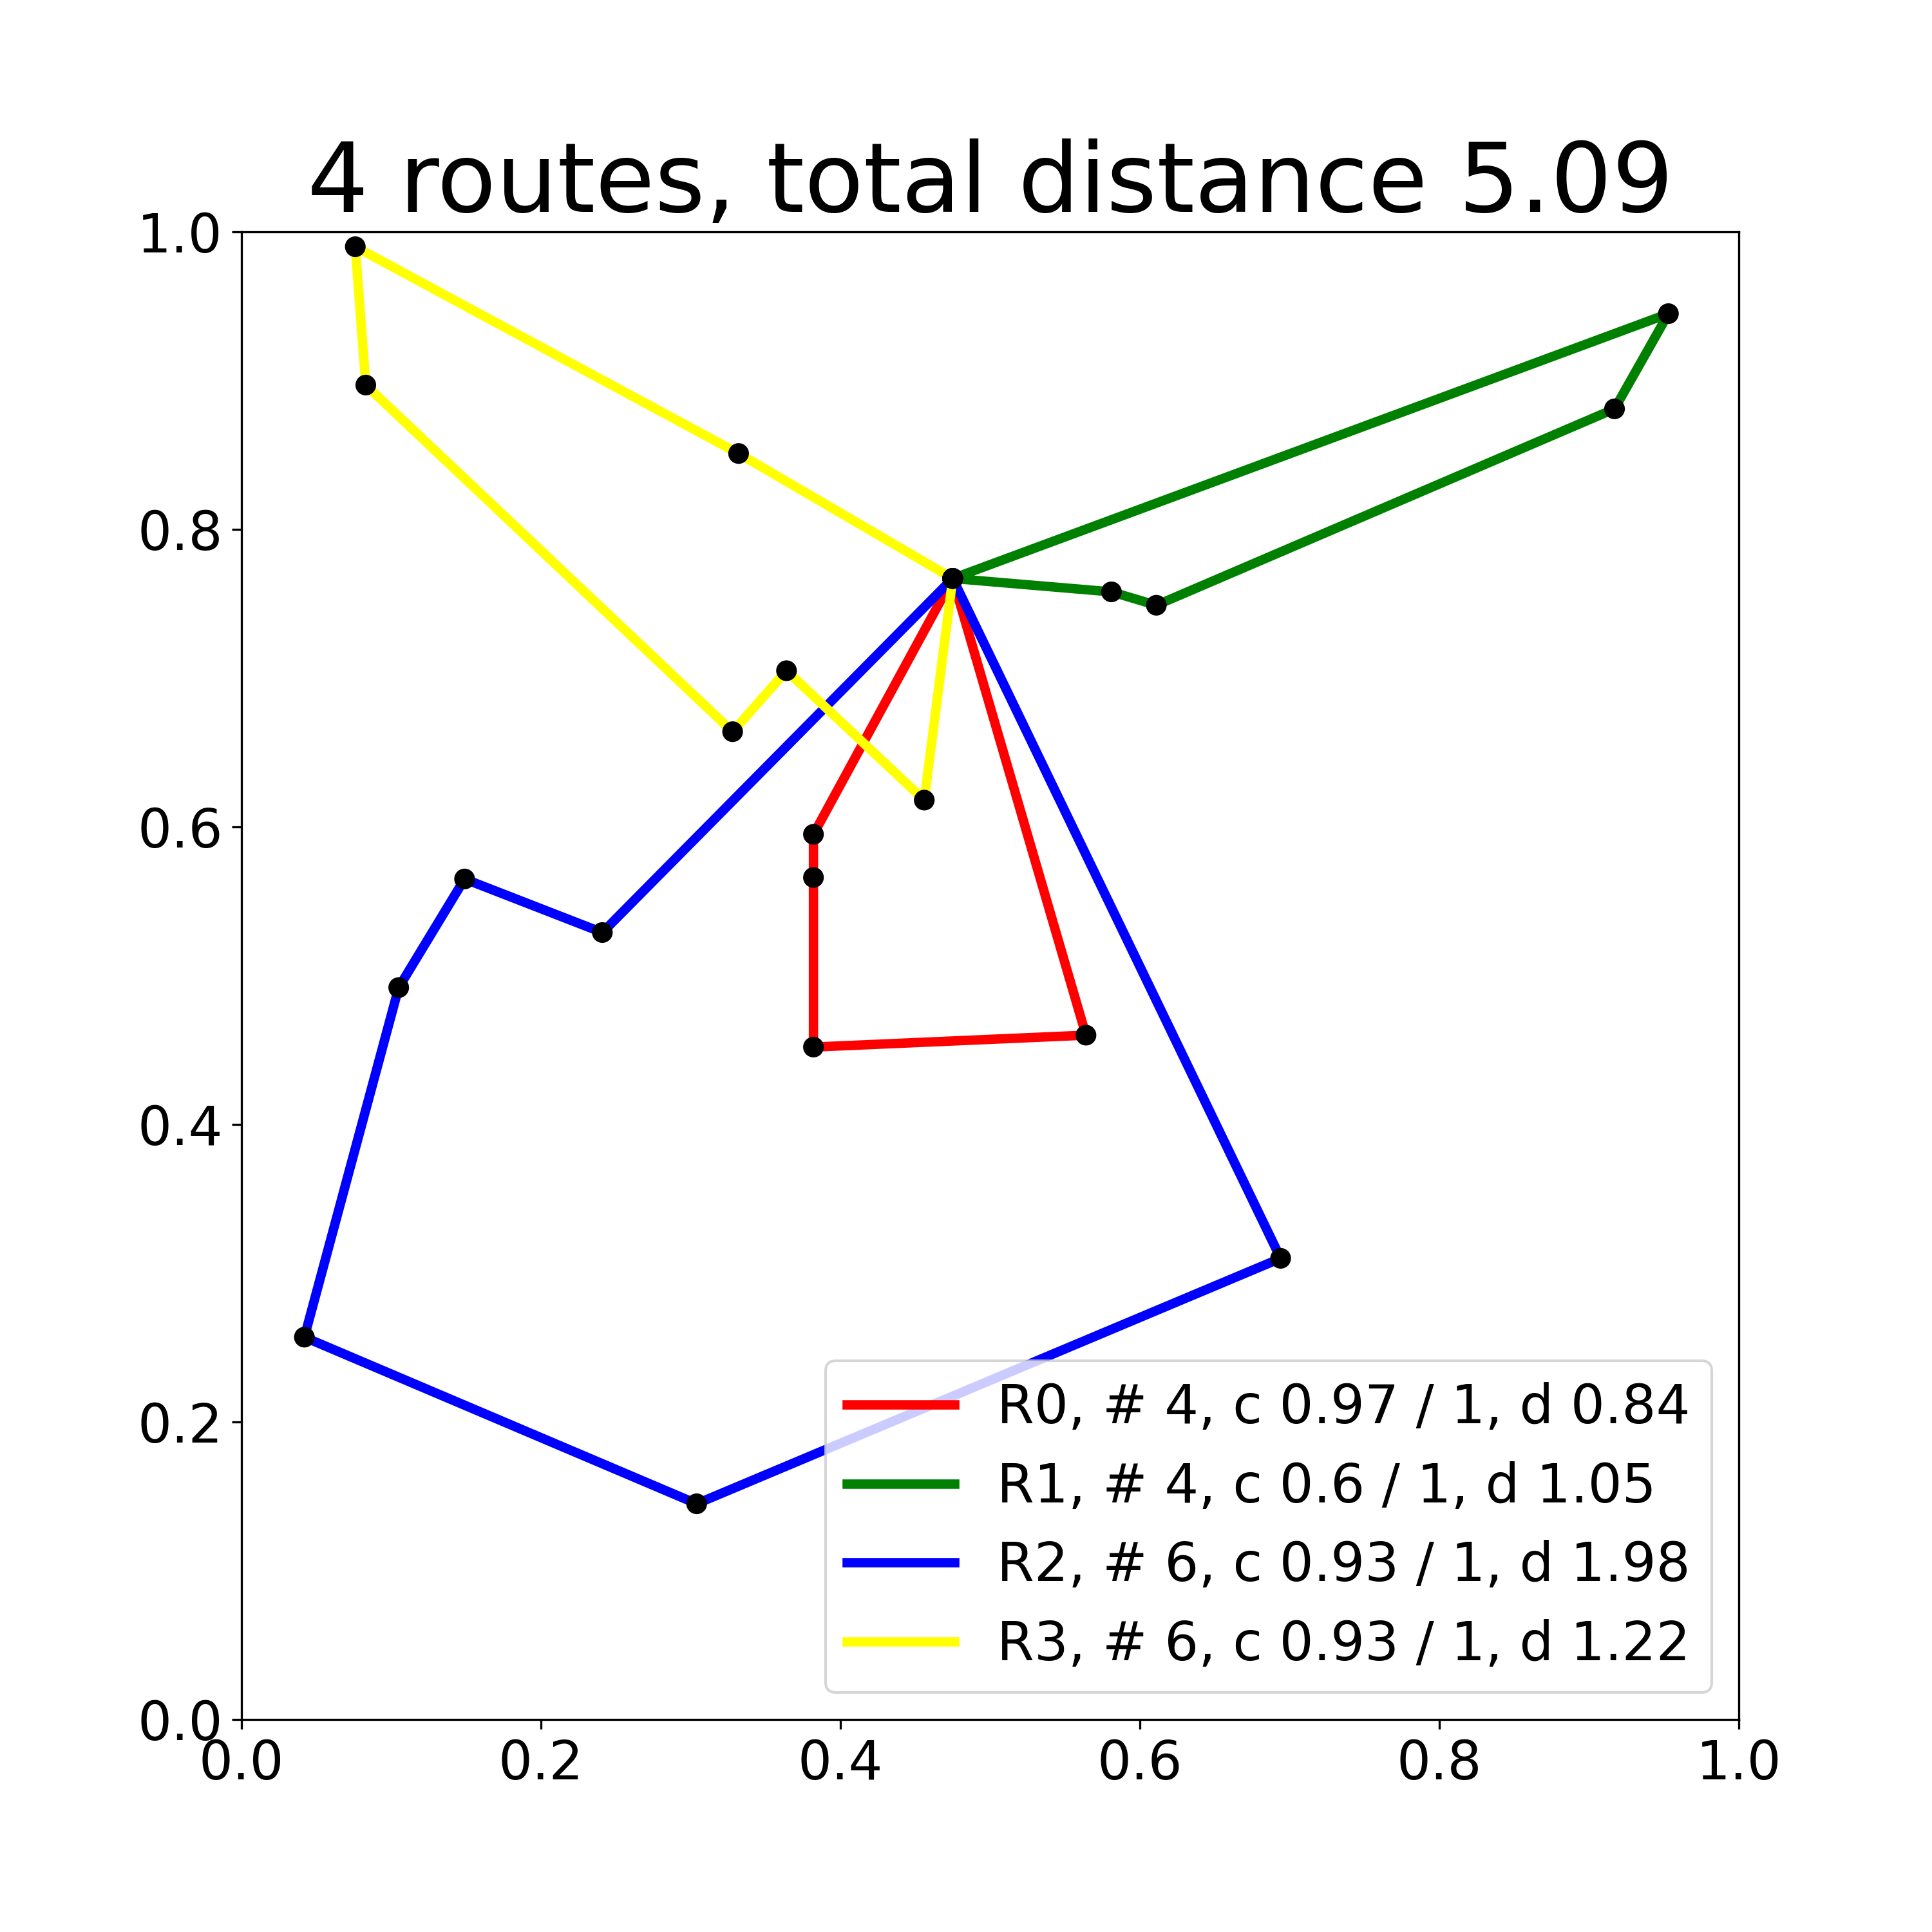 4 routes, total distance 5.09
1.0
0.8
0.6
0.4
0.2
0.0
0.0 0.2 0.4 0.6 0.8 1.0
R0, # 4, c 0.97 / 1, d 0.84
R1, # 4, c 0.6 / 1, d 1.05
R2, # 6, c 0.93 / 1, d 1.98
R3, # 6, c 0.93 / 1, d 1.22